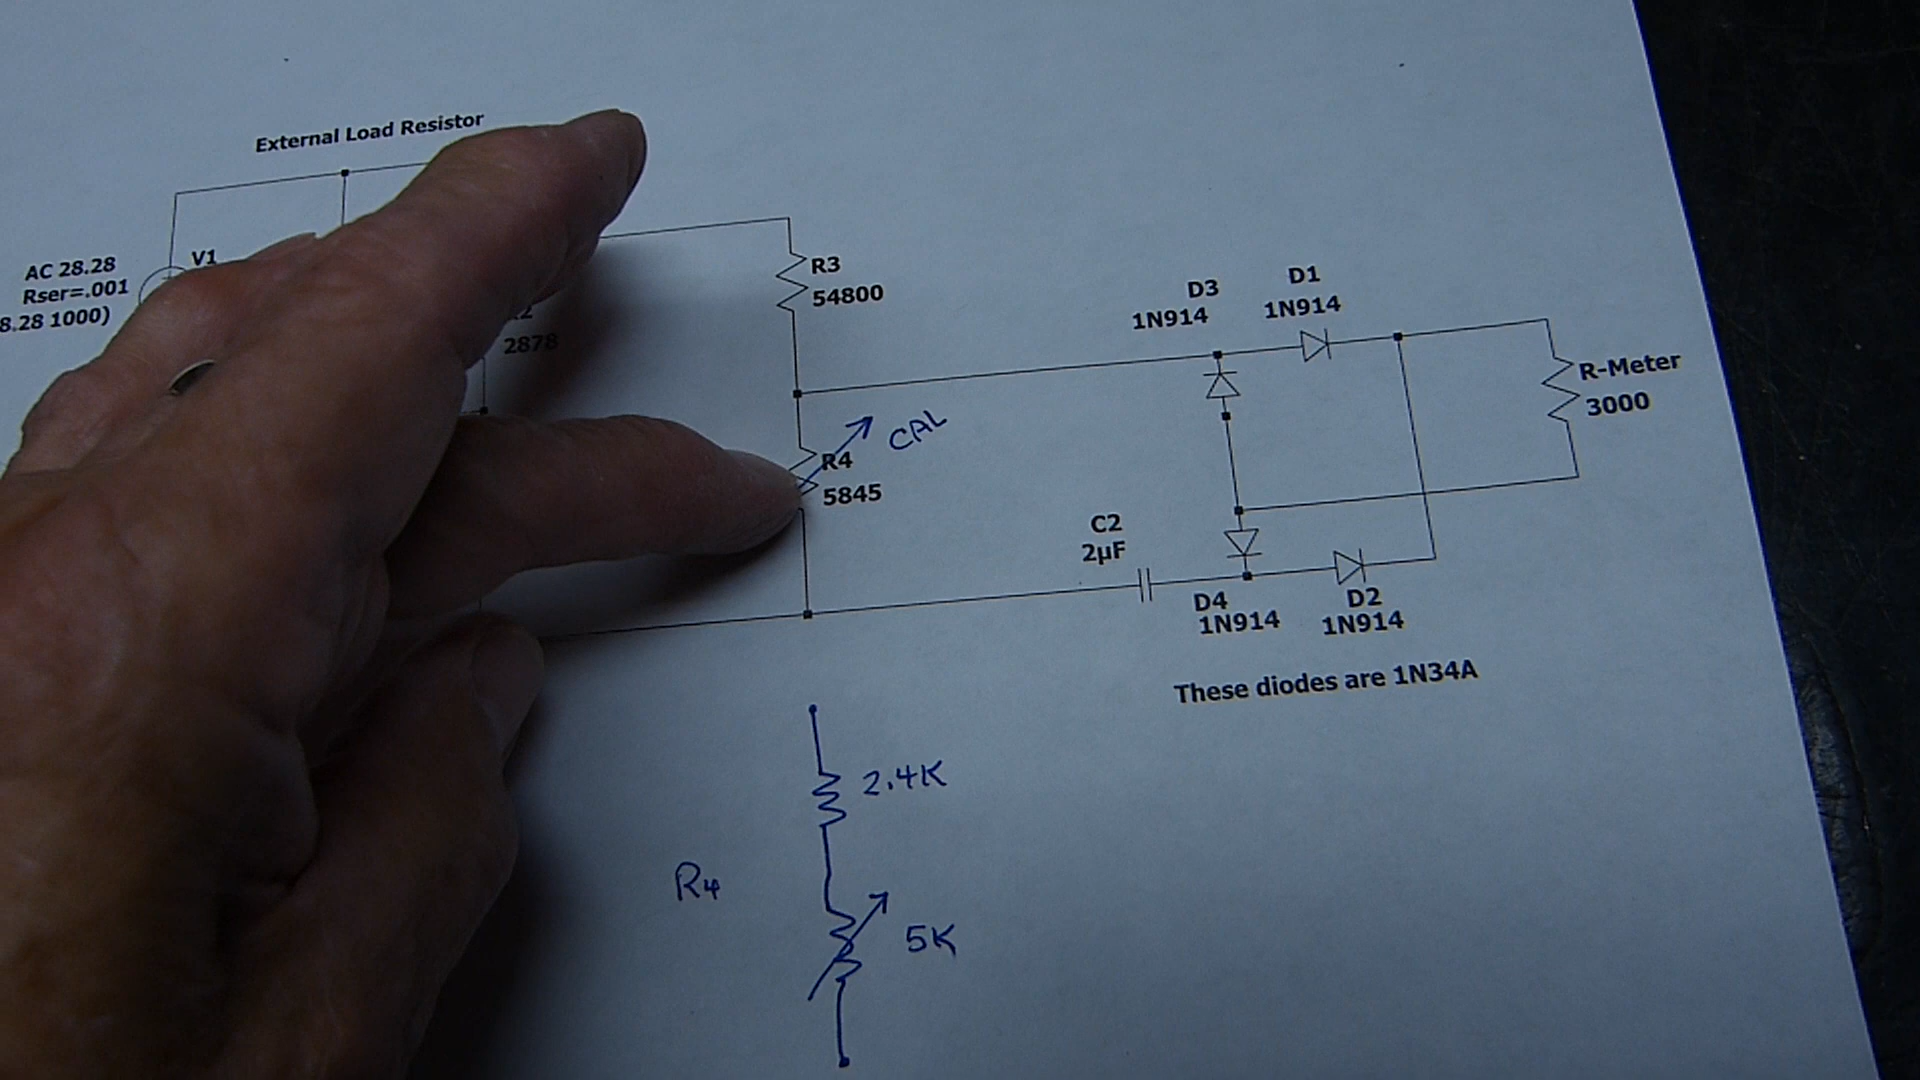 External Load Resistor
AC 28.28
Rser=.001
8.28 1000)
V1
2878
R3
54800
CAL
R4
5845
D3
1N914
D1
1N914
R-Meter
3000
C2
2µF
D4
1N914
D2
1N914
These diodes are 1N34A
2.4K
R4
5K